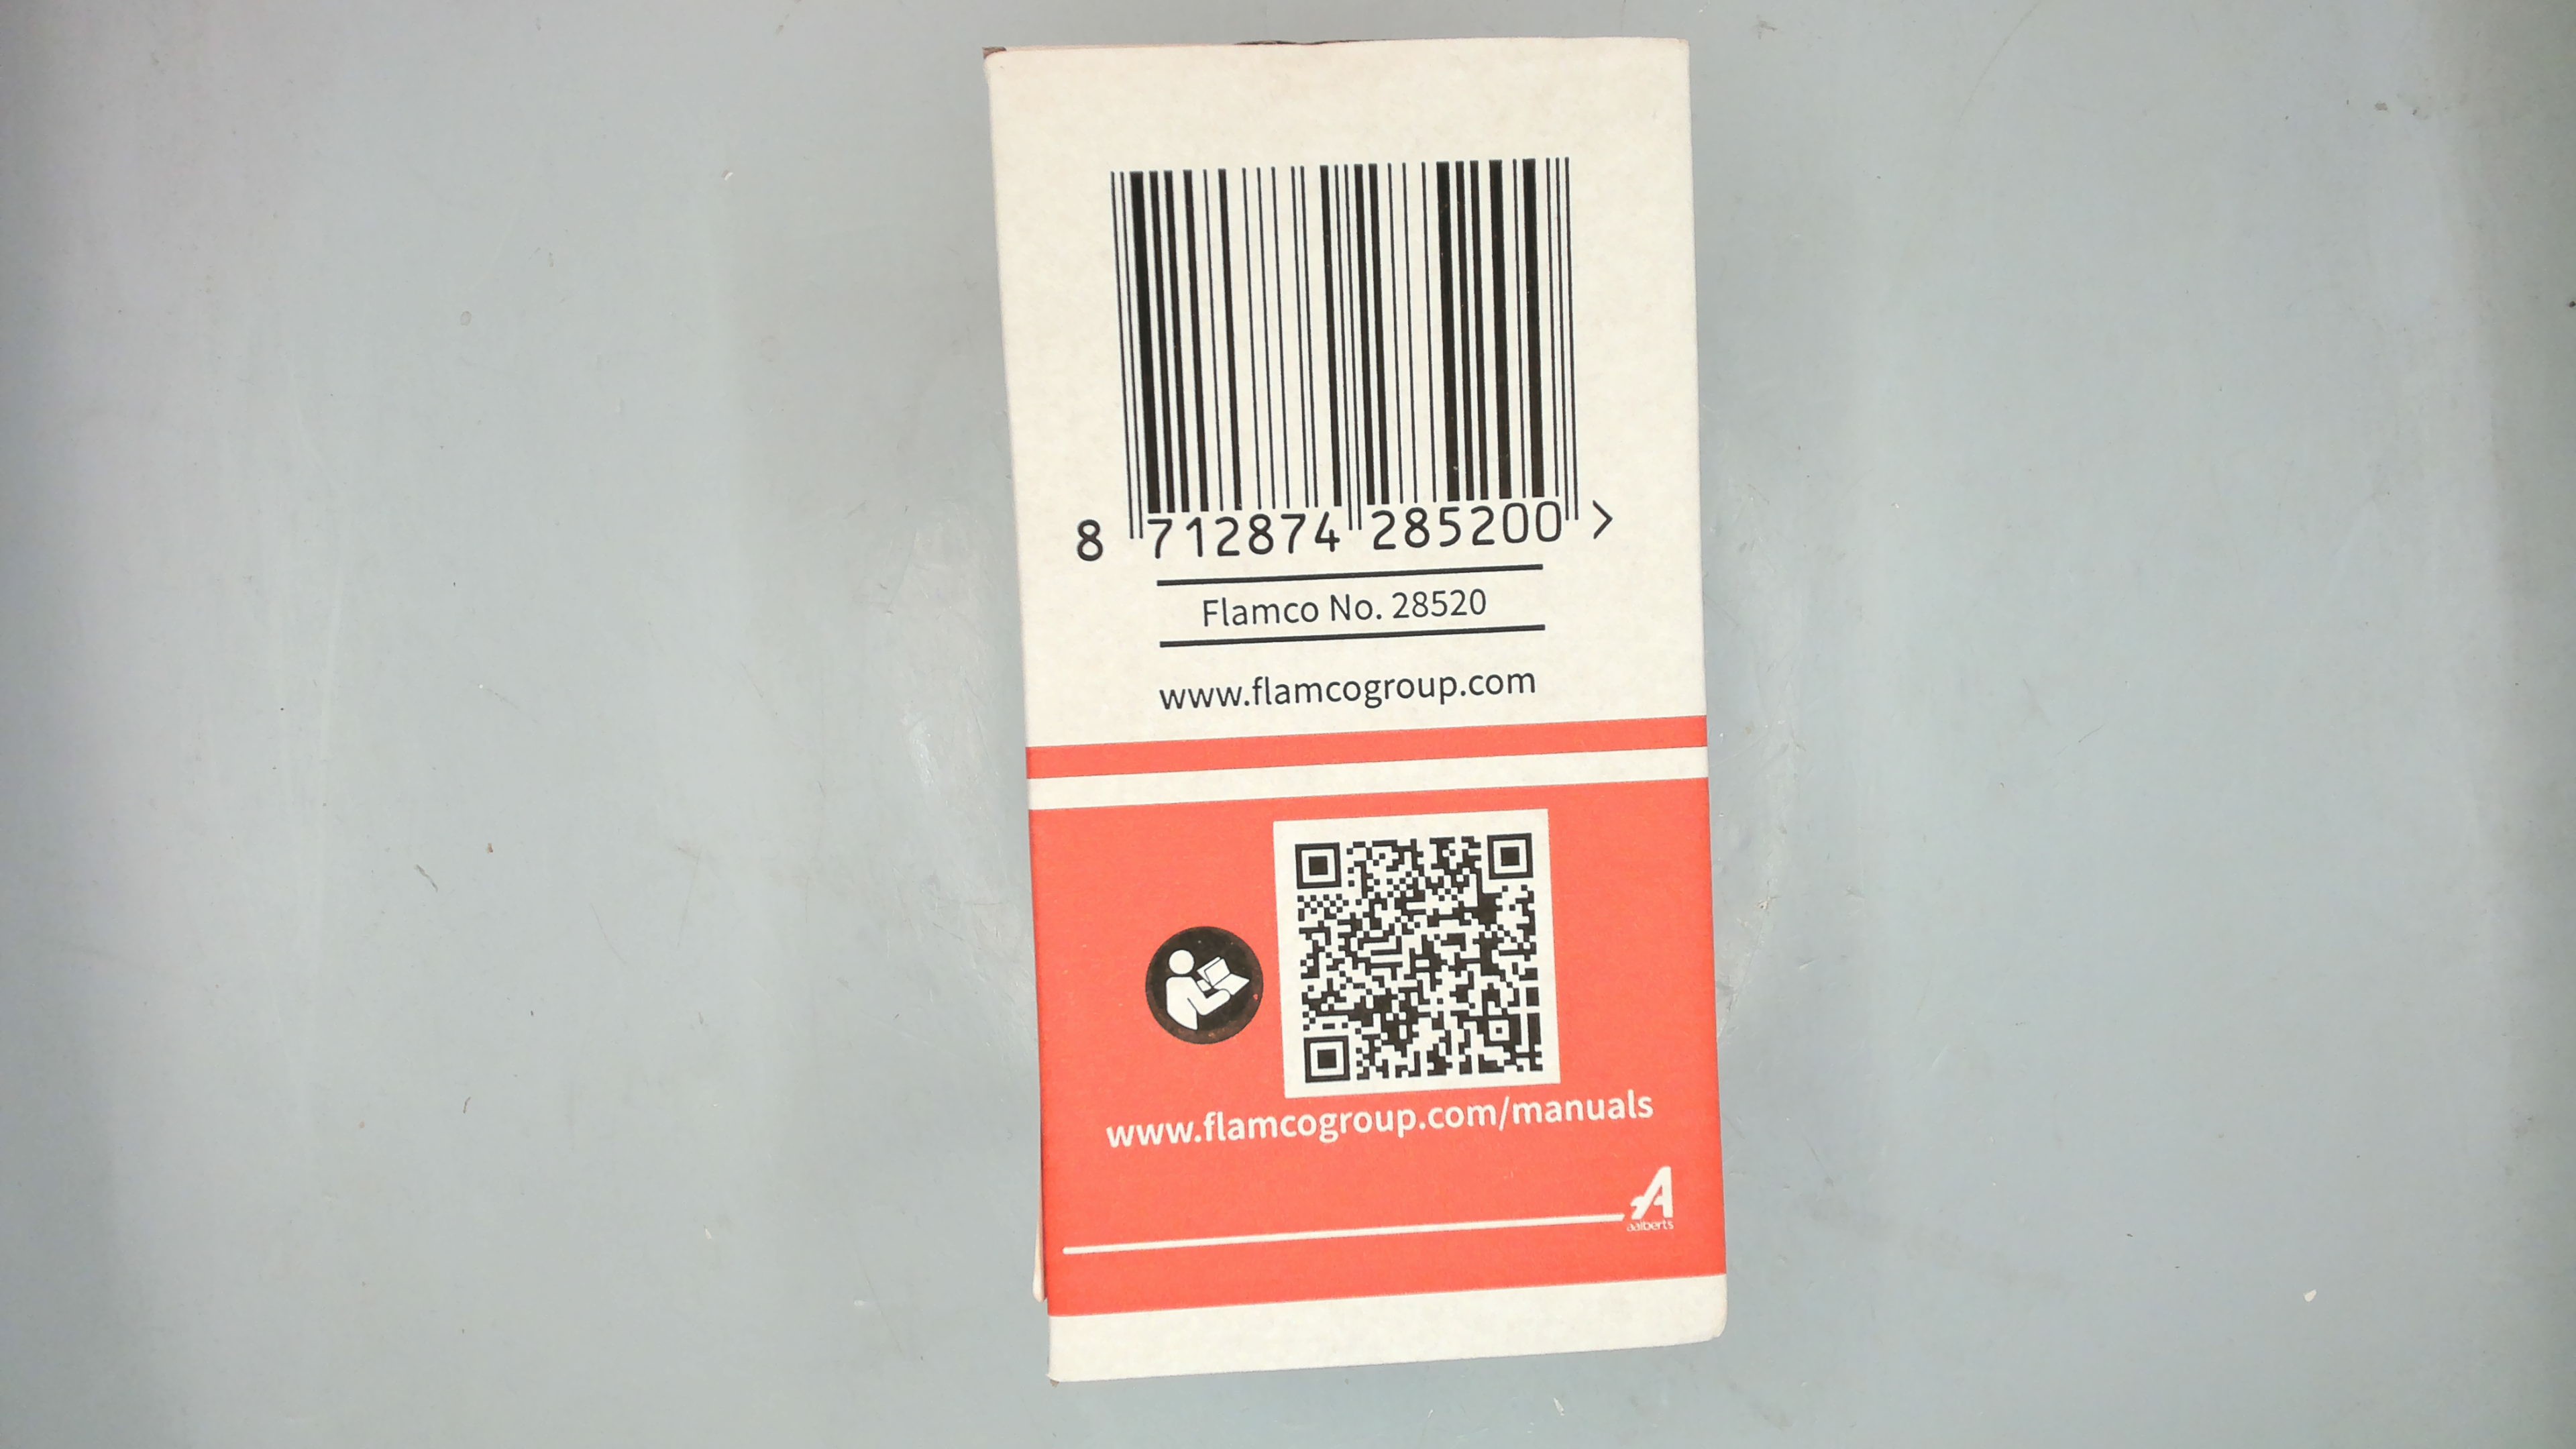 8 712874 285200 >
Flamco No. 28520
www.flamcogroup.com
www.flamcogroup.com/manuals
A
aalberts